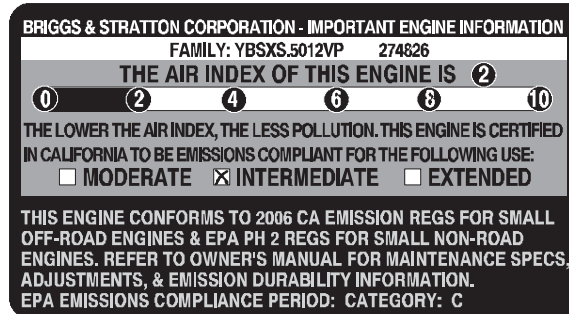 BRIGGS & STRATTON CORPORATION - IMPORTANT ENGINE INFORMATION
FAMILY: YBSXS.5012VP 274826
THE AIR INDEX OF THIS ENGINE IS 2
0 2 4 6 8 10
THE LOWER THE AIR INDEX, THE LESS POLLUTION. THIS ENGINE IS CERTIFIED
IN CALIFORNIA TO BE EMISSIONS COMPLIANT FOR THE FOLLOWING USE:
☐ MODERATE ☒ INTERMEDIATE ☐ EXTENDED
THIS ENGINE CONFORMS TO 2006 CA EMISSION REGS FOR SMALL
OFF-ROAD ENGINES & EPA PH 2 REGS FOR SMALL NON-ROAD
ENGINES. REFER TO OWNER'S MANUAL FOR MAINTENANCE SPECS,
ADJUSTMENTS, & EMISSION DURABILITY INFORMATION.
EPA EMISSIONS COMPLIANCE PERIOD: CATEGORY: C